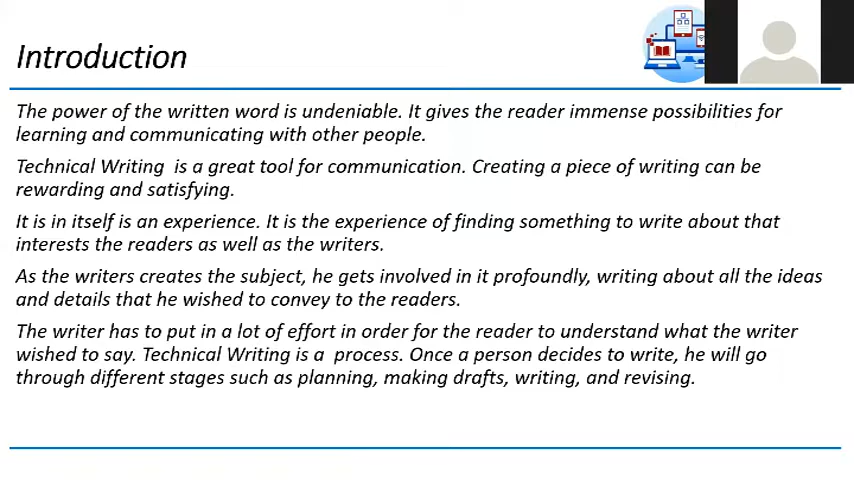 Introduction
The power of the written word is undeniable. It gives the reader immense possibilities for
learning and communicating with other people.
Technical Writing is a great tool for communication. Creating a piece of writing can be
rewarding and satisfying.
It is in itself is an experience. It is the experience of finding something to write about that
interests the readers as well as the writers.
As the writers creates the subject, he gets involved in it profoundly, writing about all the ideas
and details that he wished to convey to the readers.
The writer has to put in a lot of effort in order for the reader to understand what the writer
wished to say. Technical Writing is a process. Once a person decides to write, he will go
through different stages such as planning, making drafts, writing, and revising.